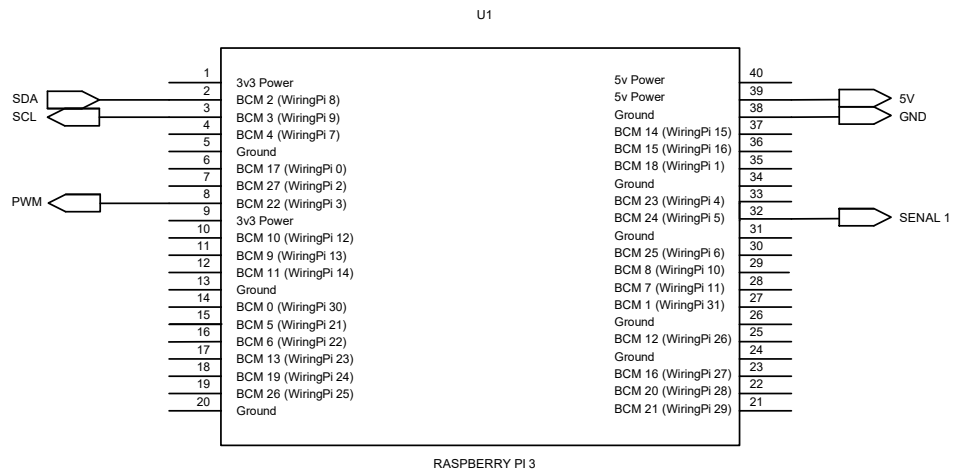 U1
1
3v3 Power
SDA
2
BCM 2 (WiringPi 8)
SCL
3
BCM 3 (WiringPi 9)
4
BCM 4 (WiringPi 7)
5
Ground
6
BCM 17 (WiringPi 0)
7
BCM 27 (WiringPi 2)
PWM
8
BCM 22 (WiringPi 3)
9
3v3 Power
10
BCM 10 (WiringPi 12)
11
BCM 9 (WiringPi 13)
12
BCM 11 (WiringPi 14)
13
Ground
14
BCM 0 (WiringPi 30)
15
BCM 5 (WiringPi 21)
16
BCM 6 (WiringPi 22)
17
BCM 13 (WiringPi 23)
18
BCM 19 (WiringPi 24)
19
BCM 26 (WiringPi 25)
20
Ground
5v Power
40
5v Power
39
5V
Ground
38
GND
BCM 14 (WiringPi 15)
37
BCM 15 (WiringPi 16)
36
BCM 18 (WiringPi 1)
35
Ground
34
BCM 23 (WiringPi 4)
33
BCM 24 (WiringPi 5)
32
SENAL 1
Ground
31
BCM 25 (WiringPi 6)
30
BCM 8 (WiringPi 10)
29
BCM 7 (WiringPi 11)
28
BCM 1 (WiringPi 31)
27
Ground
26
BCM 12 (WiringPi 26)
25
Ground
24
BCM 16 (WiringPi 27)
23
BCM 20 (WiringPi 28)
22
BCM 21 (WiringPi 29)
21
RASPBERRY PI 3